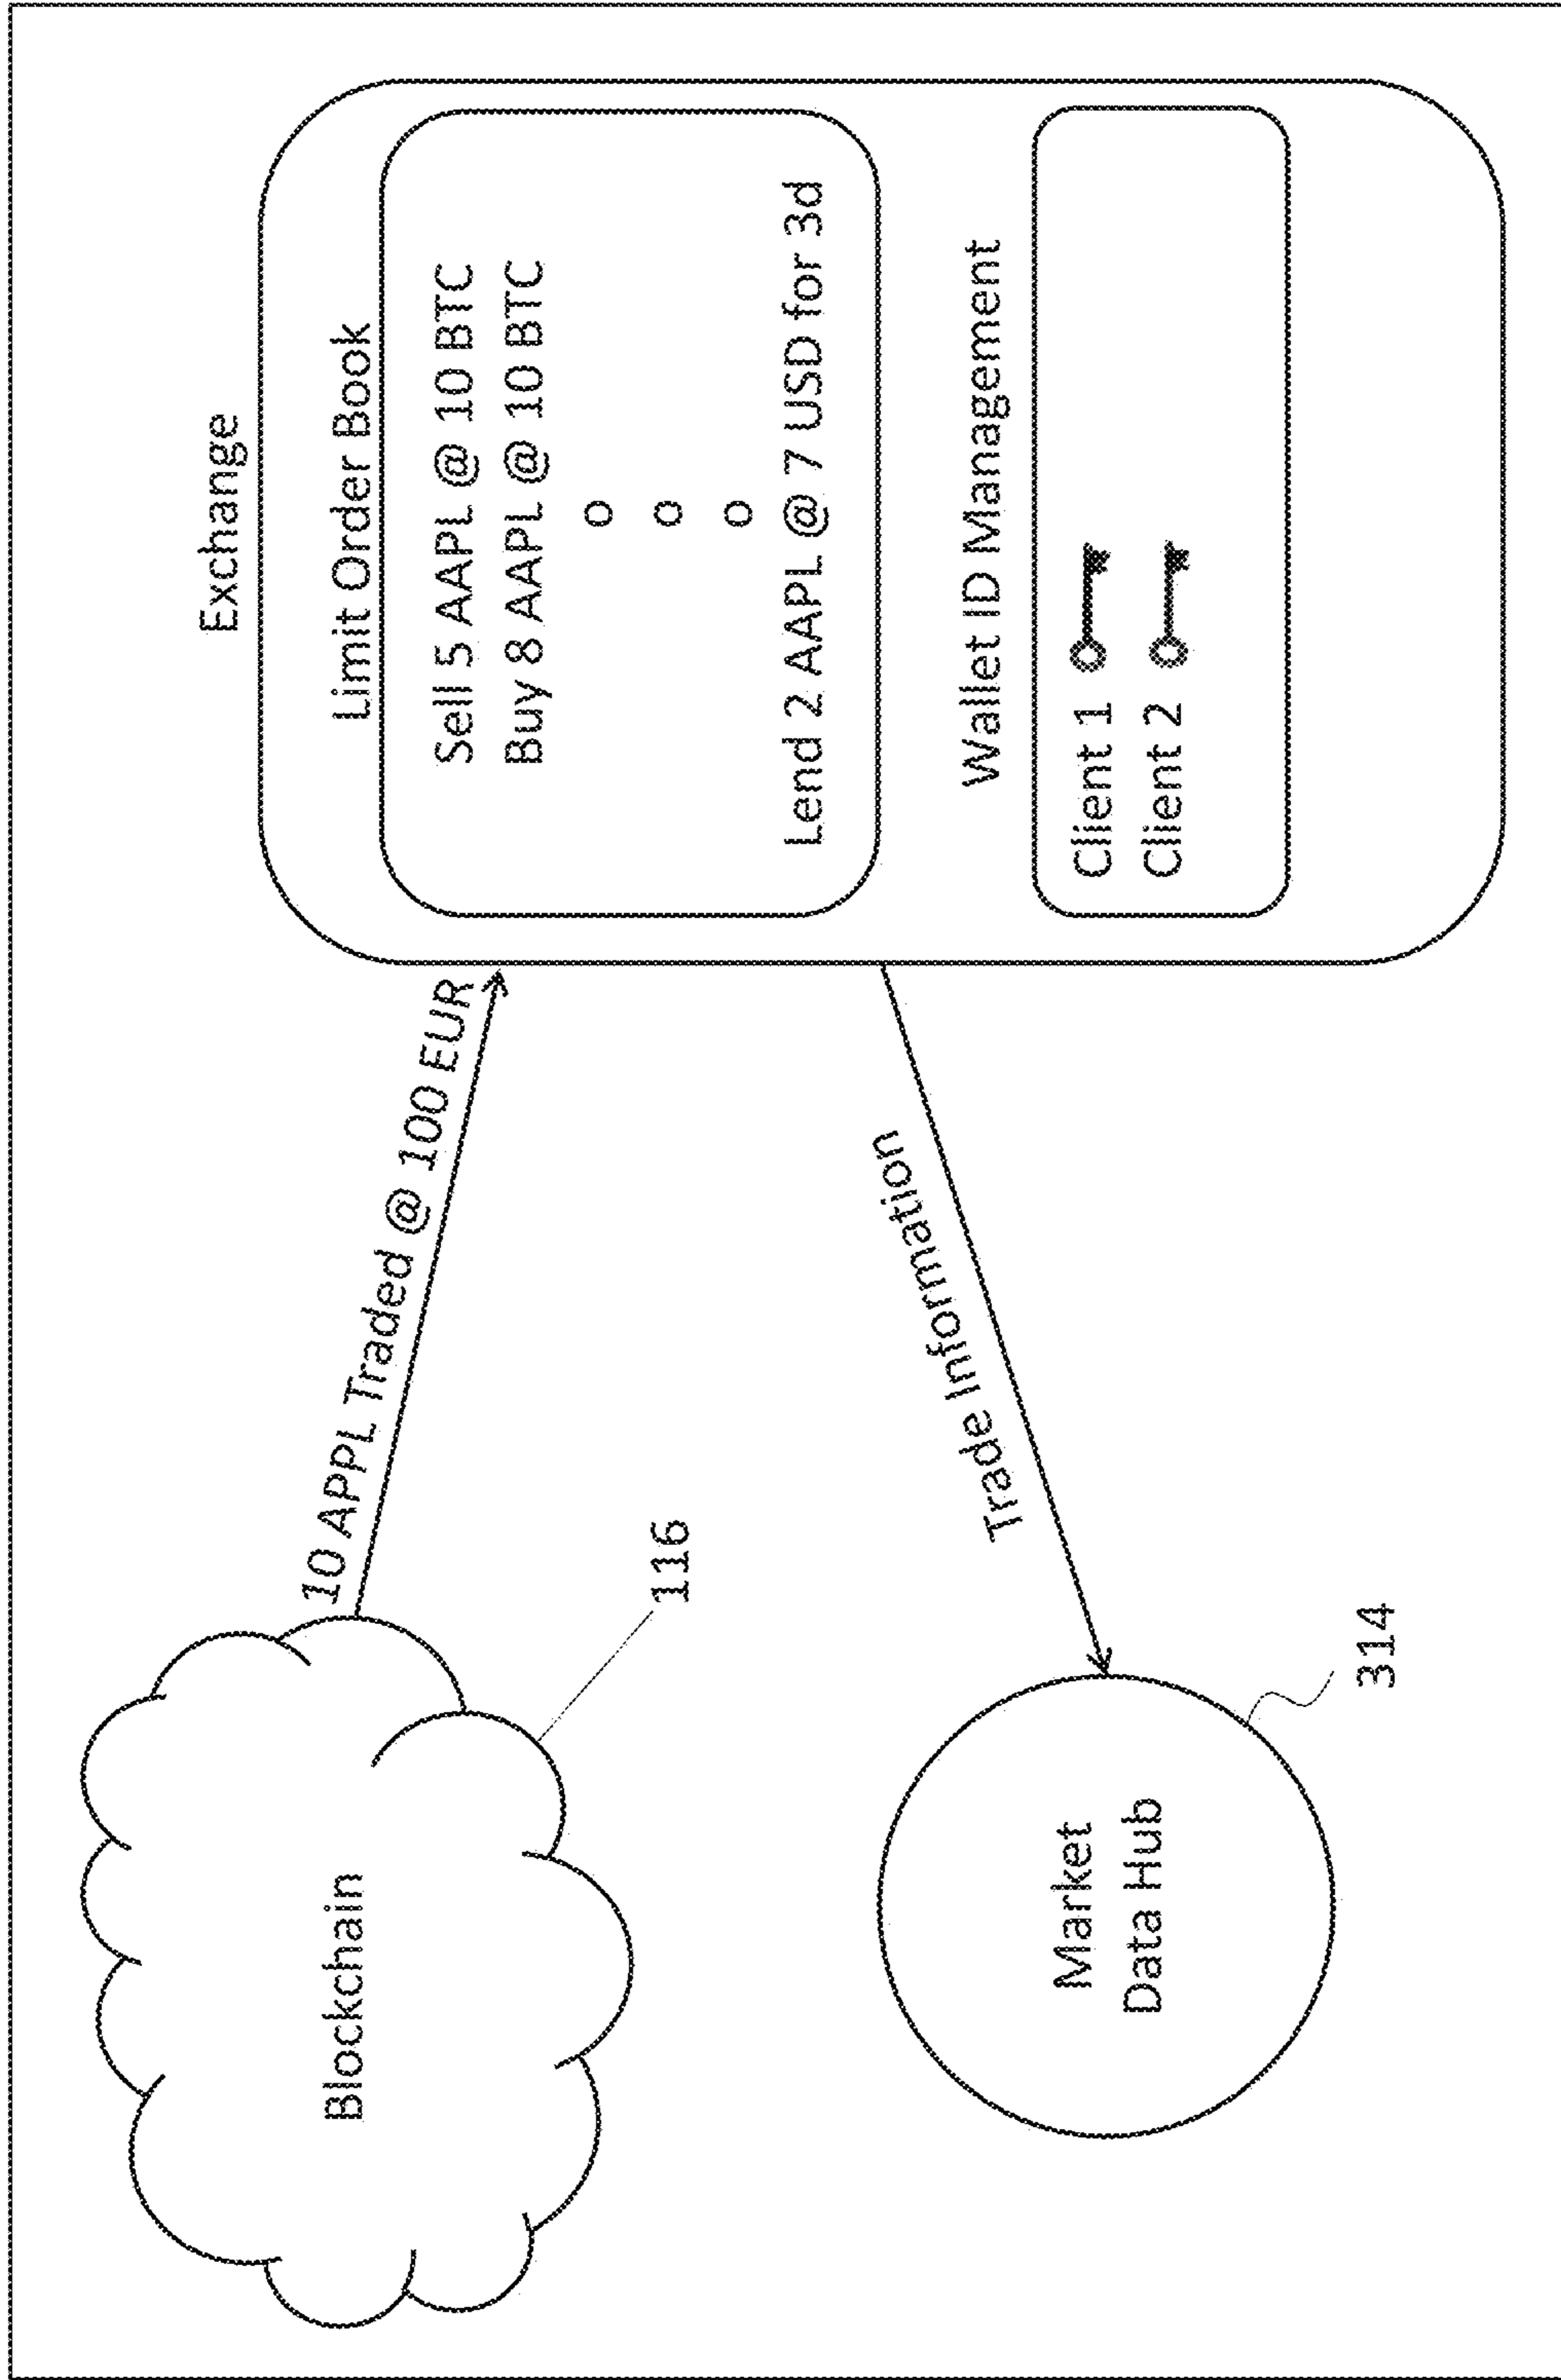 Exchange
Limit Order Book
Sell 5 AAPL @ 10 BTC
Buy 8 AAPL @ 10 BTC
Lend 2 AAPL @ 7 USD for 3d
Wallet ID Management
Client 1
Client 2
Blockchain
10 APPL Traded @ 100 EUR
116
Trade Information
Market
Data Hub
314